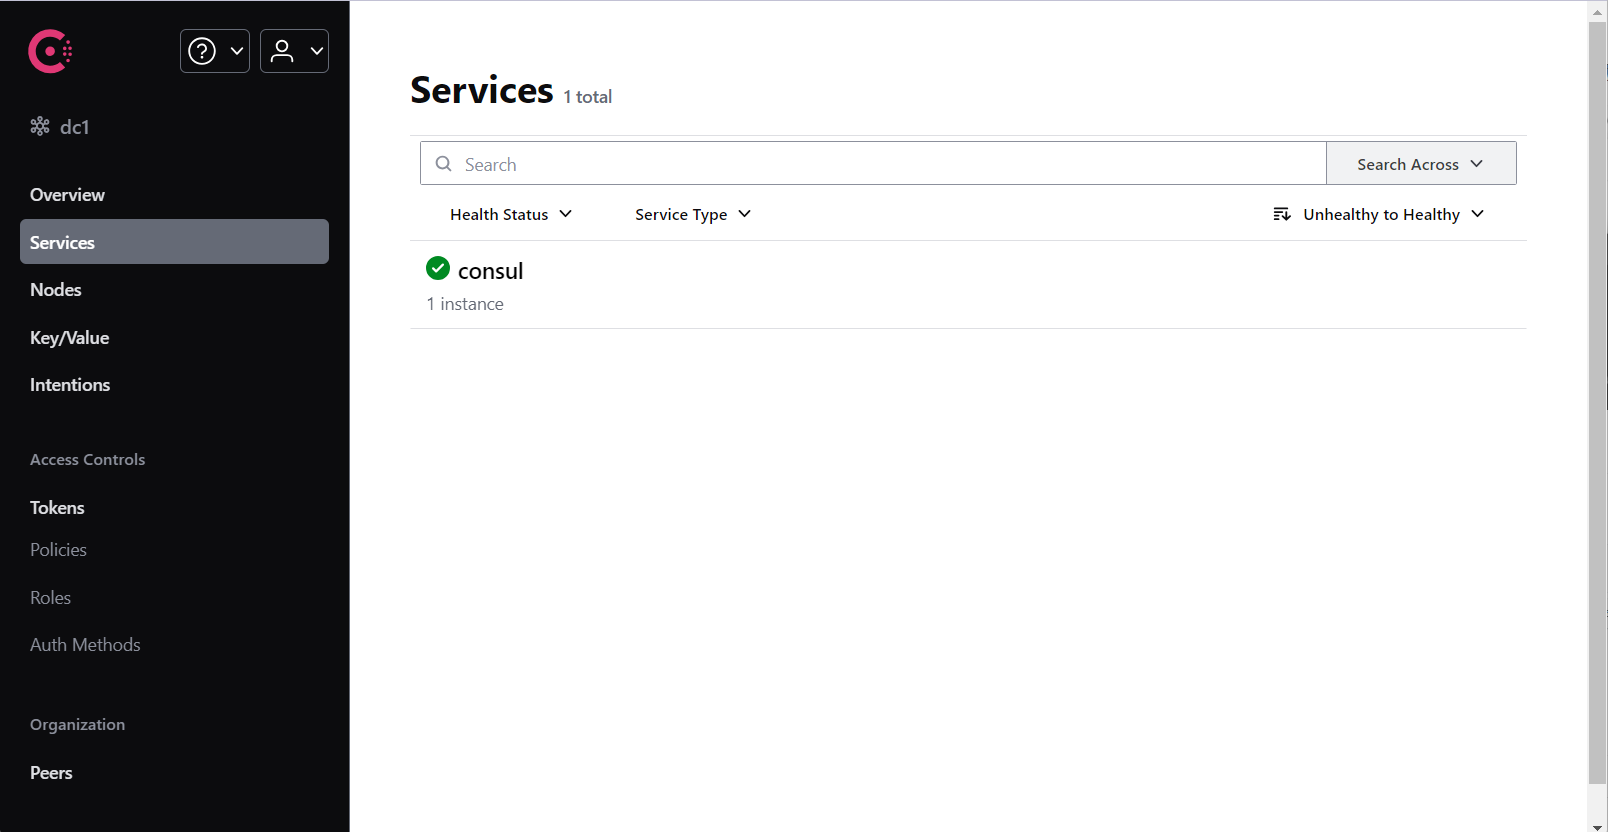 dc1
Overview
Services
Nodes
Key/Value
Intentions
Access Controls
Tokens
Policies
Roles
Auth Methods
Organization
Peers
Services 1 total
Search Search Across
Health Status Service Type Unhealthy to Healthy
consul
1 instance